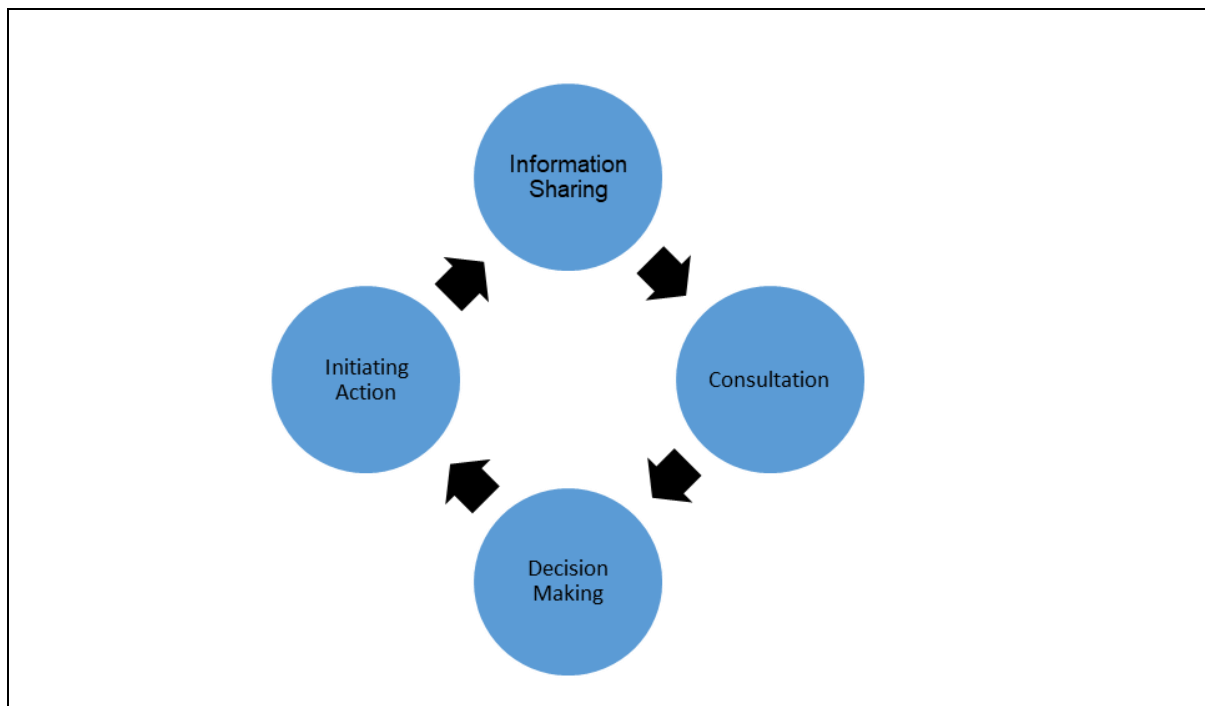 Information
Sharing
Consultation
Decision
Making
Initiating
Action